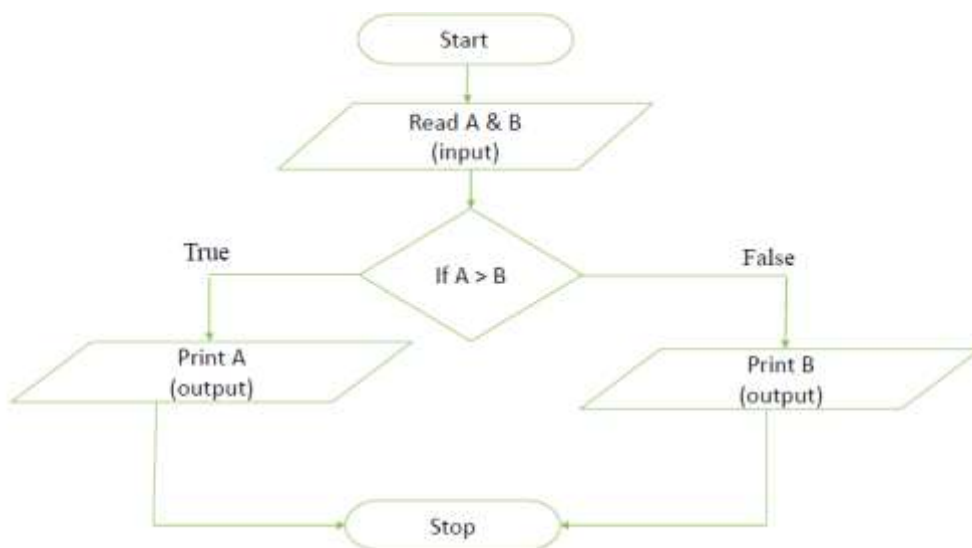 Start
Read A & B
(input)
True
If A > B
False
Print A
(output)
Print B
(output)
Stop